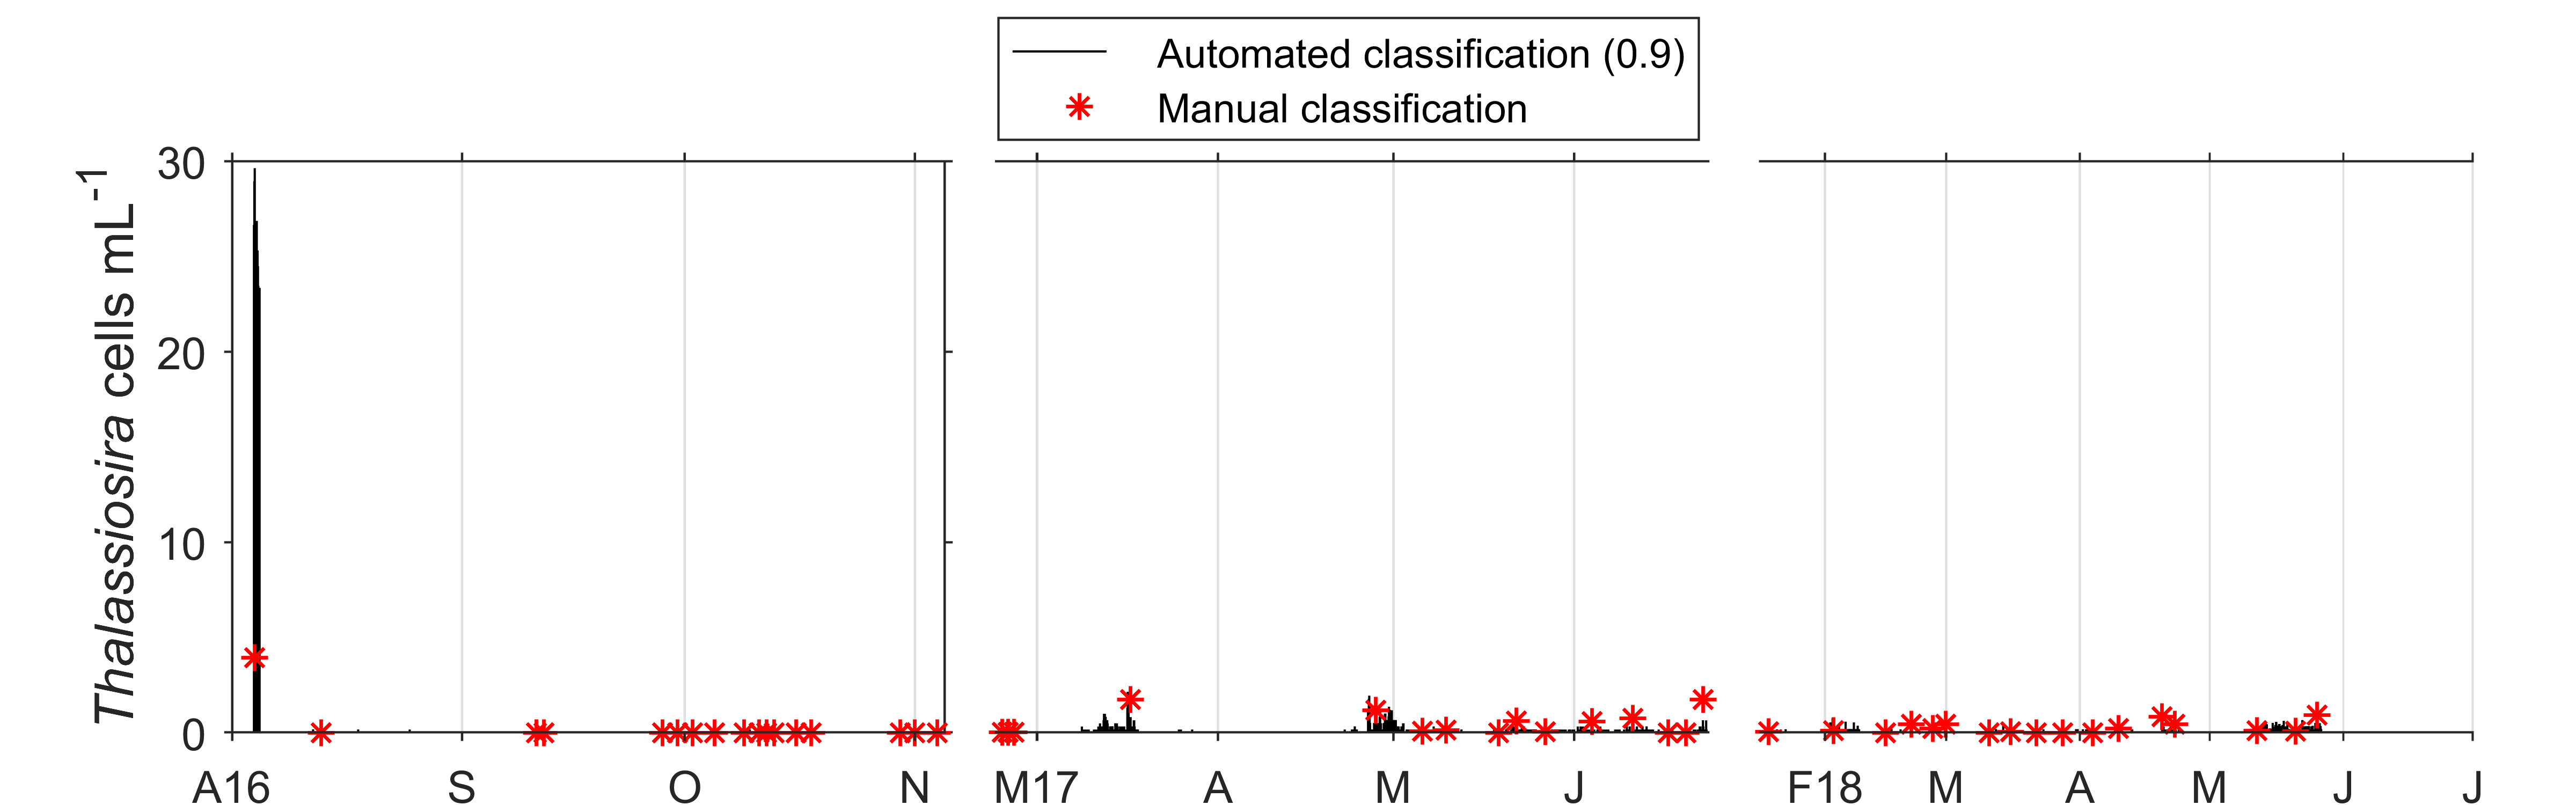 Automated classification (0.9)
Manual classification
Thalassiosira cells mL-1
30
20
10
0
A16 S O N M17 A M J F18 M A M J J